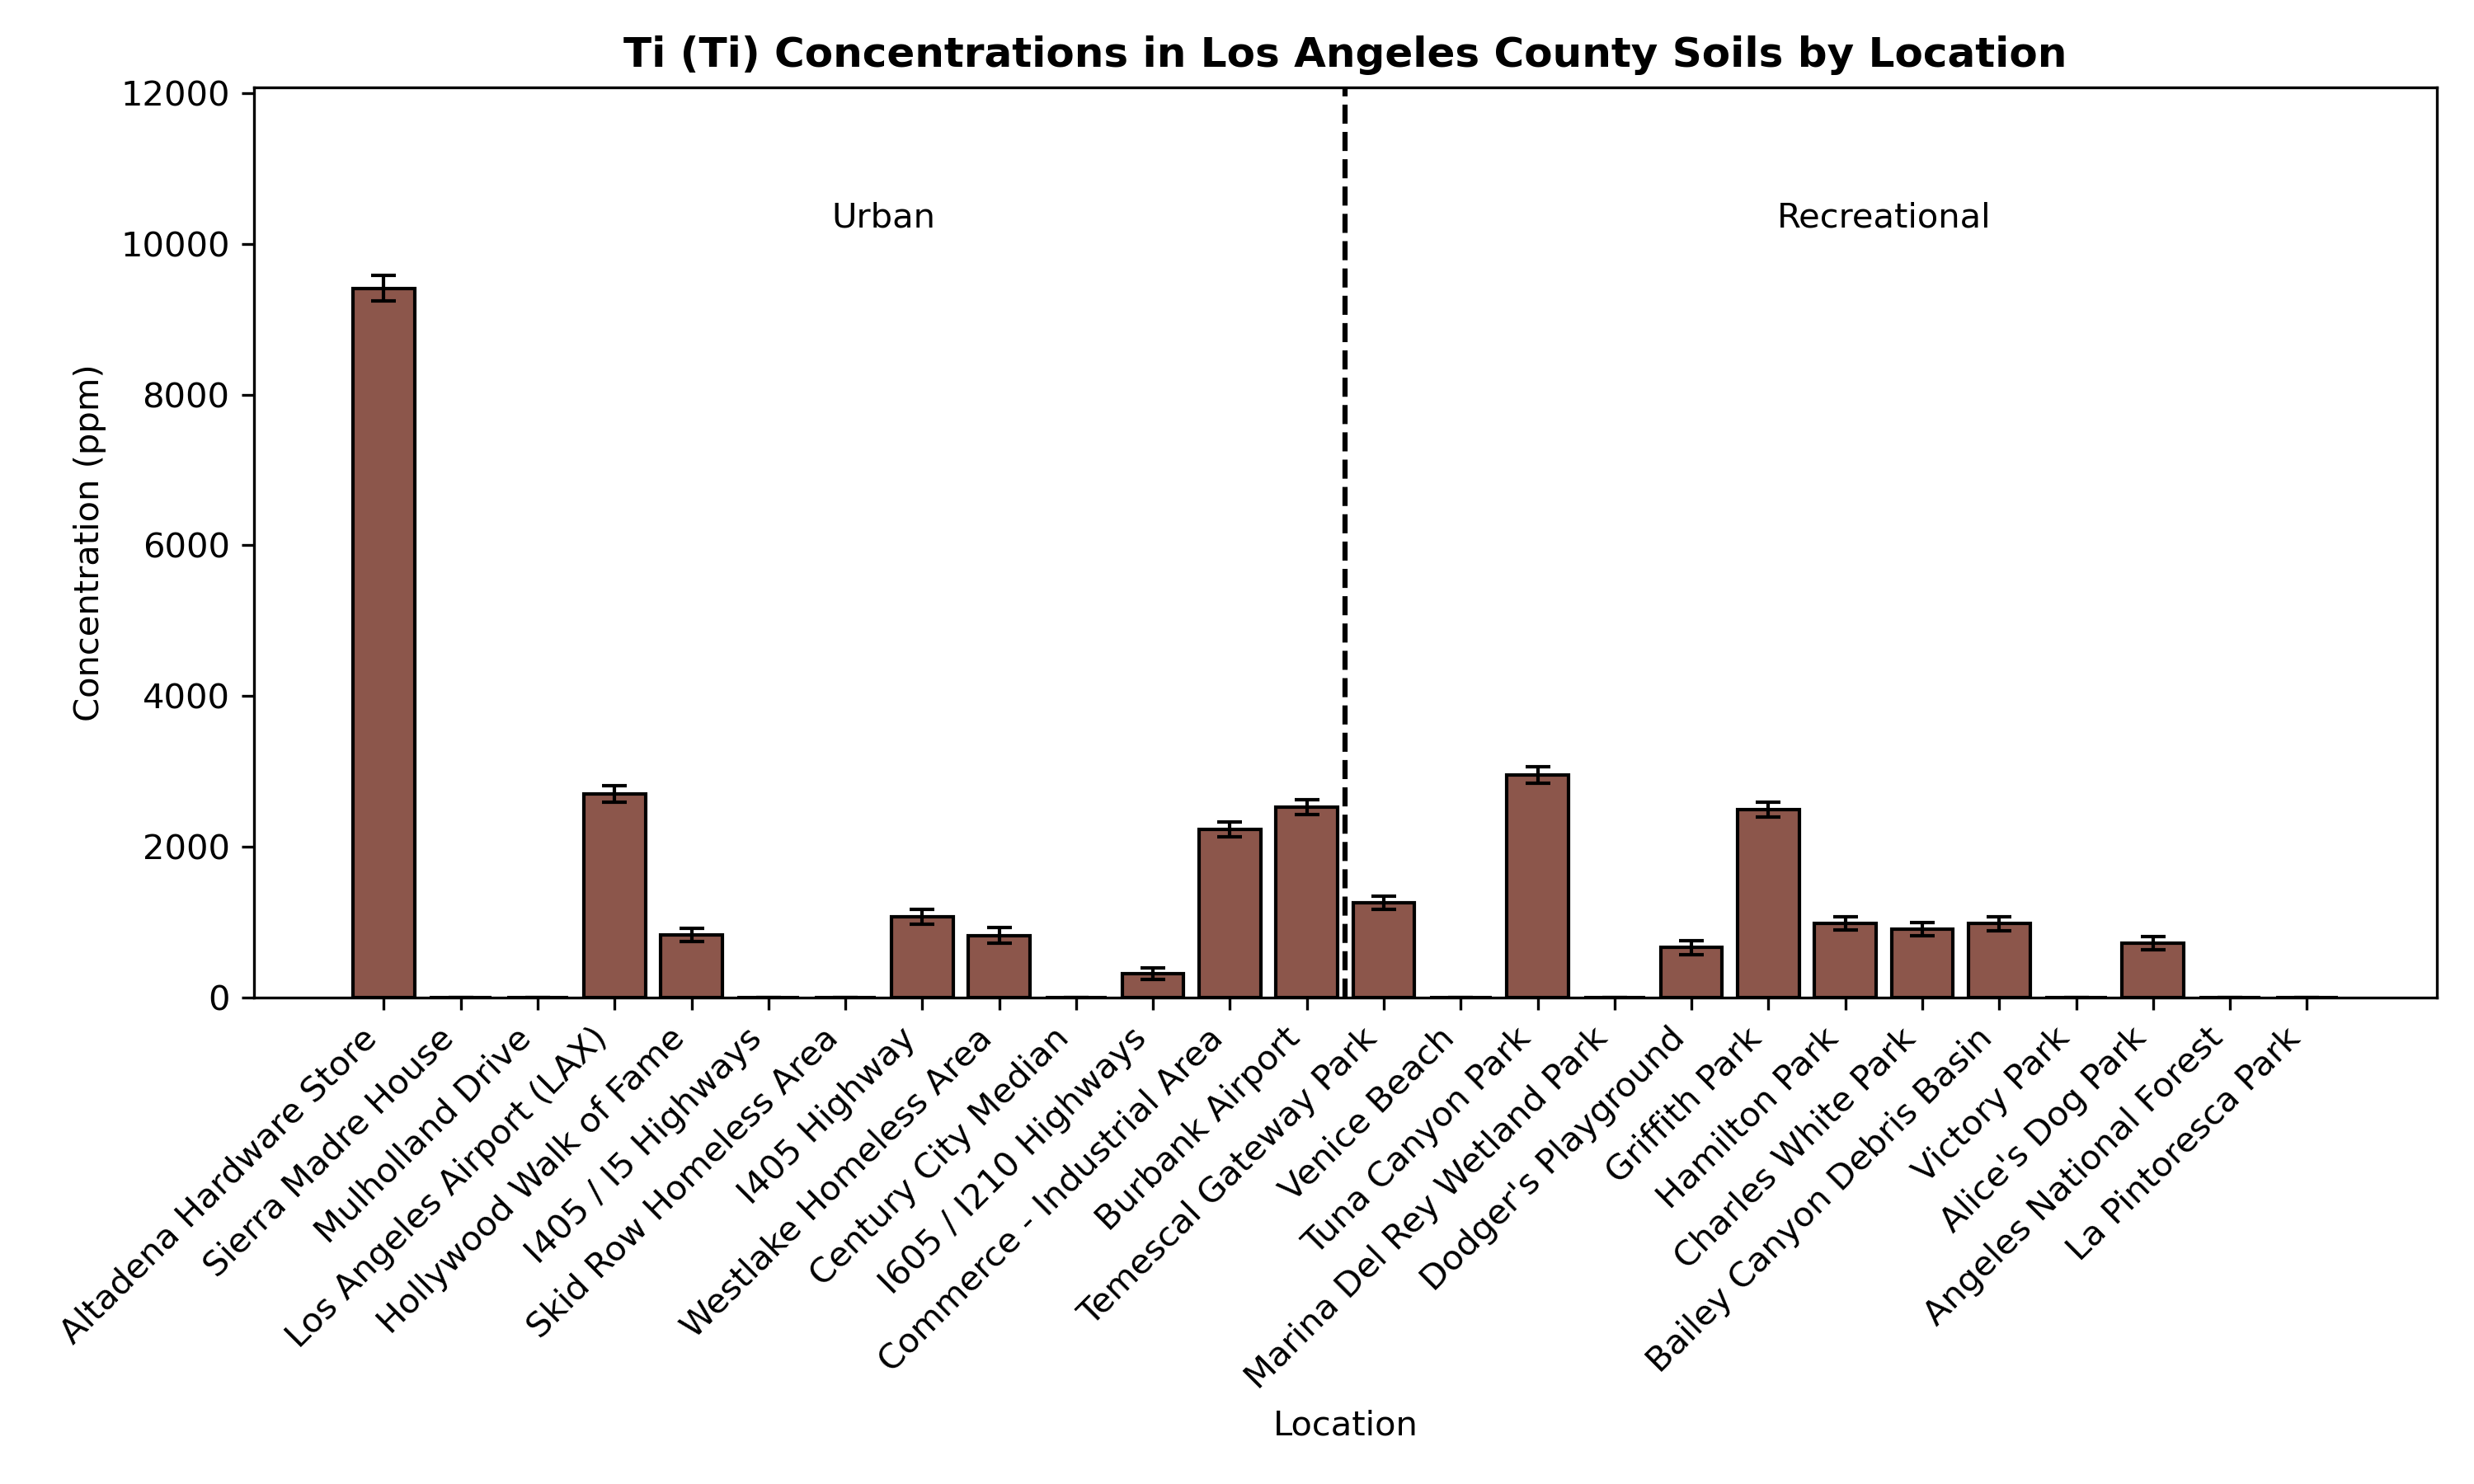 Ti (Ti) Concentrations in Los Angeles County Soils by Location
Concentration (ppm)
12000
10000
8000
6000
4000
2000
0
Urban
Recreational
Altadena Hardware Store
Sierra Madre House
Mulholland Drive
Los Angeles Airport (LAX)
Hollywood Walk of Fame
I405 / I5 Highways
Skid Row Homeless Area
I405 Highway
Westlake Homeless Area
Century City Median
I605 / I210 Highways
Commerce - Industrial Area
Burbank Airport
Temescal Gateway Park
Venice Beach
Tuna Canyon Park
Marina Del Rey Wetland Park
Dodger's Playground
Griffith Park
Hamilton Park
Charles White Park
Bailey Canyon Debris Basin
Victory Park
Alice's Dog Park
Angeles National Forest
La Pintoresca Park
Location